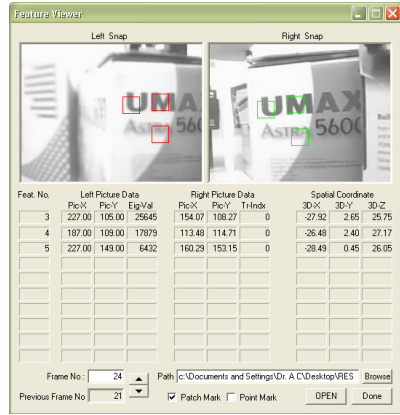 Feature Viewer
Left Snap Right Snap
UMAX
ASTRA 560
UMAX
ASTRA 5600
Feat. No. Left Picture Data Right Picture Data Spatial Coordinate
Pic-X Pic-Y Eig-Val Pic-X Pic-Y Tr-Indx 3D-X 3D-Y 3D-Z
3 227.00 105.00 25645 154.07 108.27 0 -27.92 2.65 25.75
4 187.00 109.00 17879 113.48 114.71 0 -26.48 2.40 27.17
5 227.00 149.00 6432 160.29 153.15 0 -28.49 0.45 26.05
Frame No : 24 Path c:\Documents and Settings\Dr. A C\Desktop\RES Browse
Previous Frame No 21 Patch Mark Point Mark OPEN Done